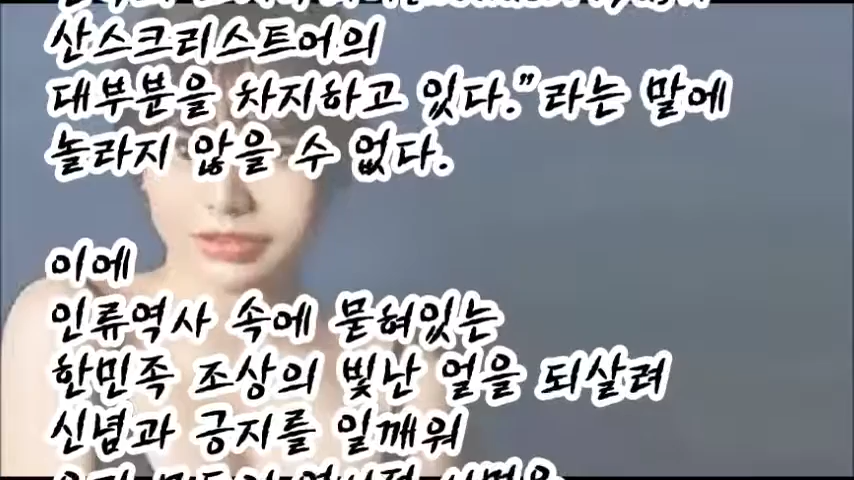 산스크리스트어의
대부분을 차지하고 있다.”라는 말에
놀라지 않을 수 없다.
이에
인류역사 속에 묻혀있는
한민족 조상의 빛난 얼을 되살려
신념과 긍지를 일깨워